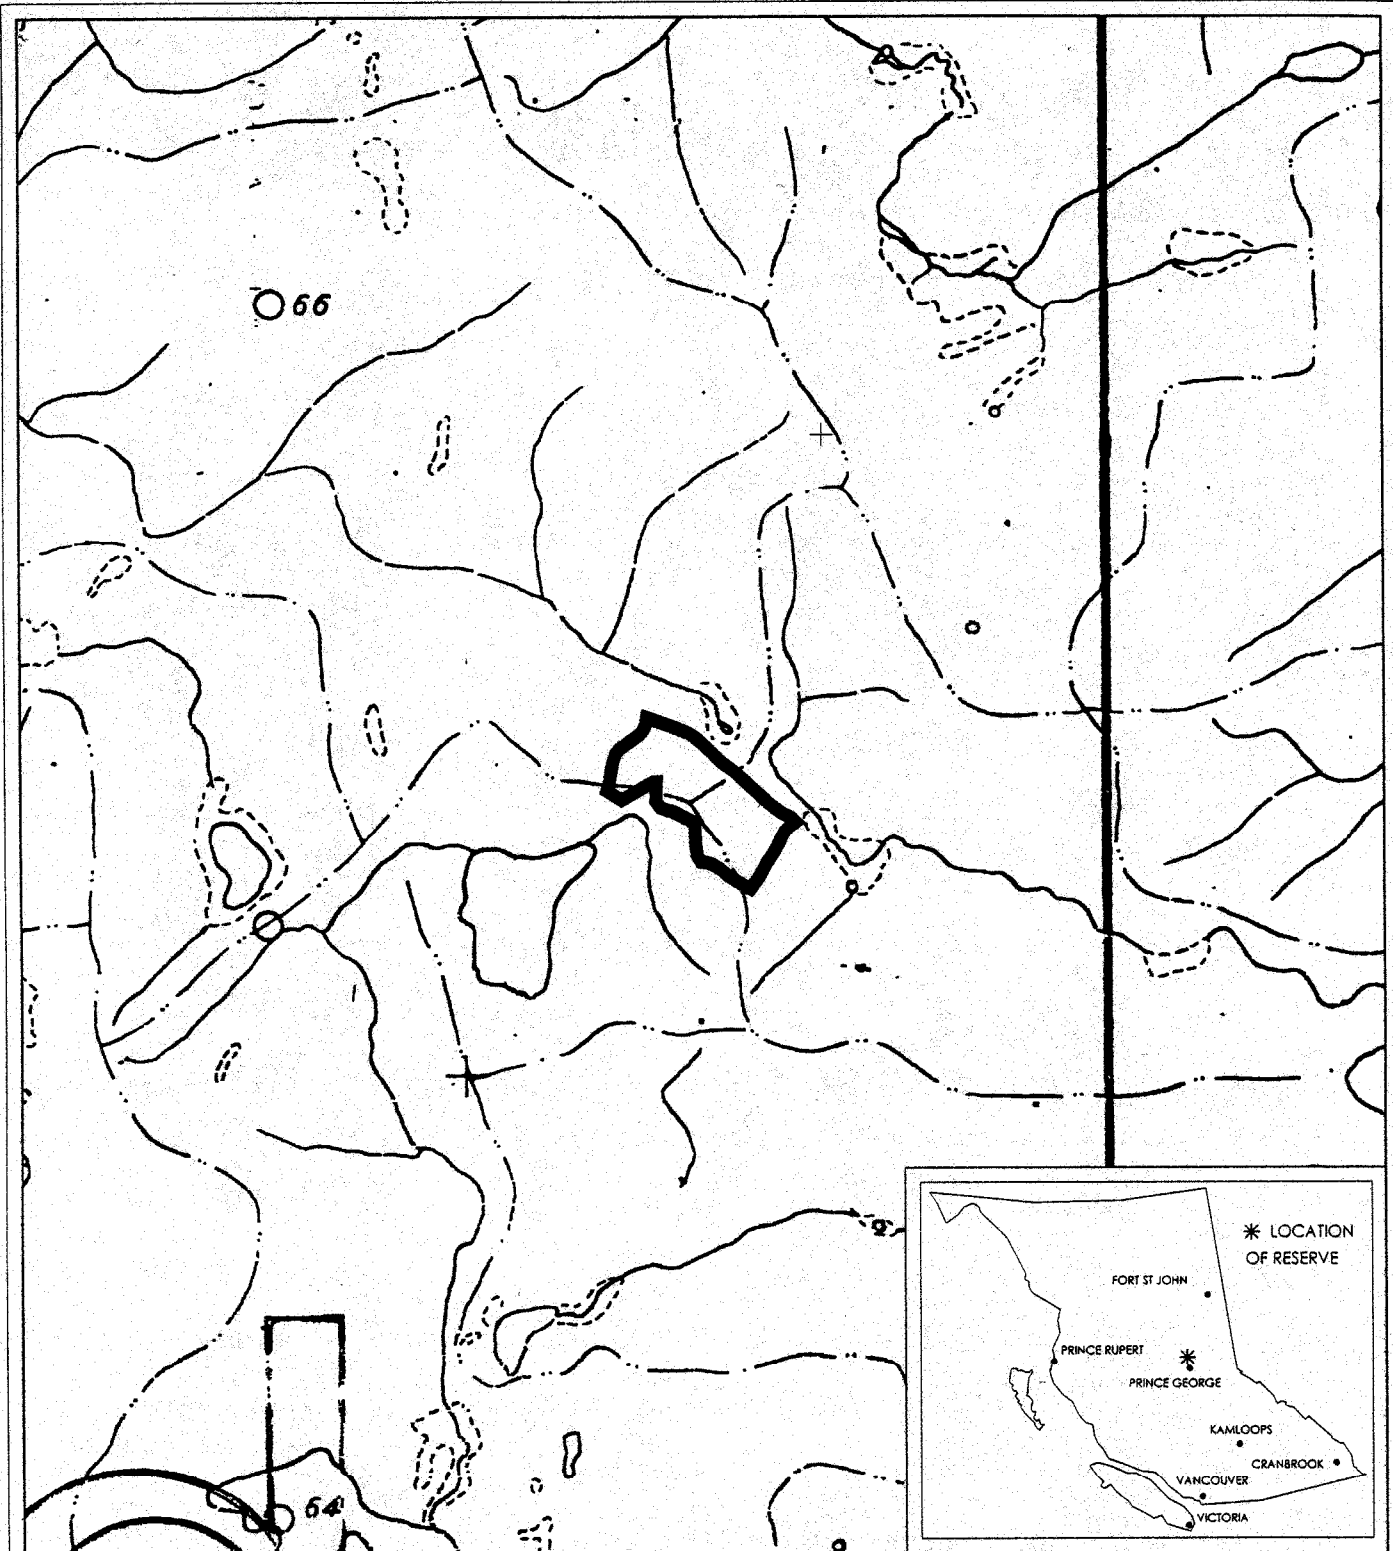 66
* LOCATION
OF RESERVE
FORT ST JOHN
PRINCE RUPERT
PRINCE GEORGE
KAMLOOPS
CRANBROOK
VANCOUVER
VICTORIA
64